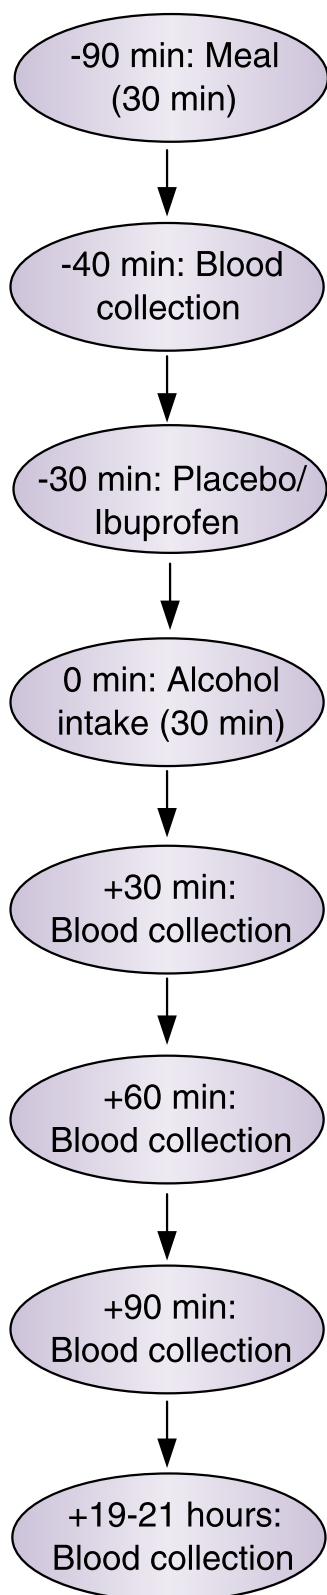 -90 min: Meal
(30 min)
-40 min: Blood
collection
-30 min: Placebo/
Ibuprofen
0 min: Alcohol
intake (30 min)
+30 min:
Blood collection
+60 min:
Blood collection
+90 min:
Blood collection
+19-21 hours:
Blood collection